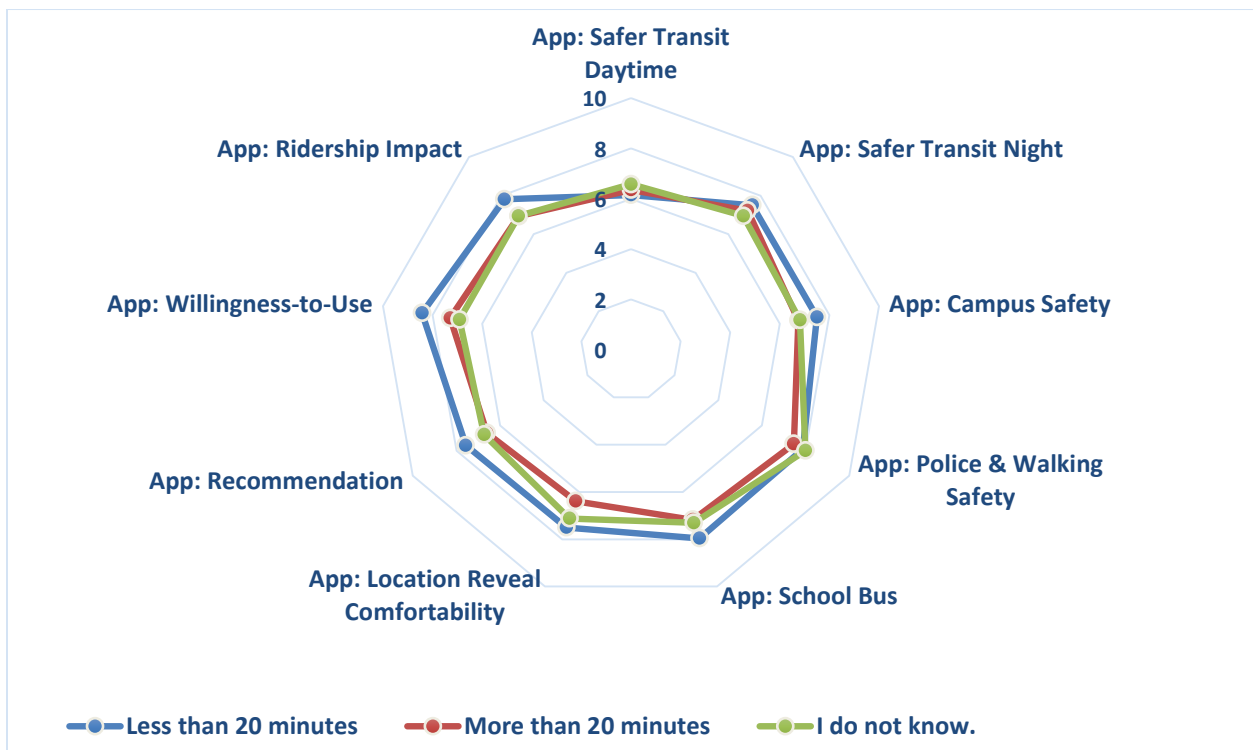 App: Safer Transit
Daytime
10
App: Ridership Impact
App: Safer Transit Night
8
6
App: Willingness-to-Use
4
App: Campus Safety
2
0
App: Recommendation
App: Police & Walking
Safety
App: Location Reveal
Comfortability
App: School Bus
Less than 20 minutes
More than 20 minutes
I do not know.